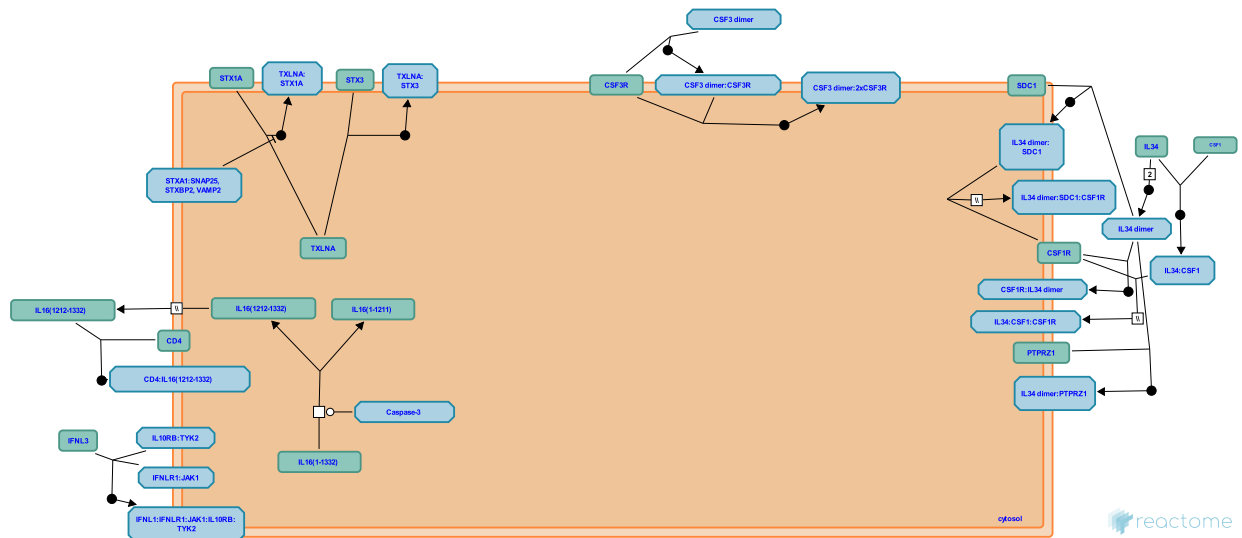 CSF3 dimer
STX1A
TXLNA:
STX1A
STX3
TXLNA:
STX3
CSF3R
CSF3 dimer:CSF3R
CSF3 dimer:2xCSF3R
SDC1
IL34 dimer:
SDC1
IL34
CSF1
2
STXA1:SNAP25,
STXBP2, VAMP2
\\
IL34 dimer:SDC1:CSF1R
IL34 dimer
TXLNA
CSF1R
IL34:CSF1
CSF1R:IL34 dimer
IL16(1212-1332)
\\
IL16(1212-1332)
IL16(1-1211)
IL34:CSF1:CSF1R
\\
CD4
PTPRZ1
CD4:IL16(1212-1332)
IL34 dimer:PTPRZ1
Caspase-3
IFNL3
IL10RB:TYK2
IL16(1-1332)
IFNLR1:JAK1
IFNL1:IFNLR1:JAK1:IL10RB:
TYK2
cytosol
reactome